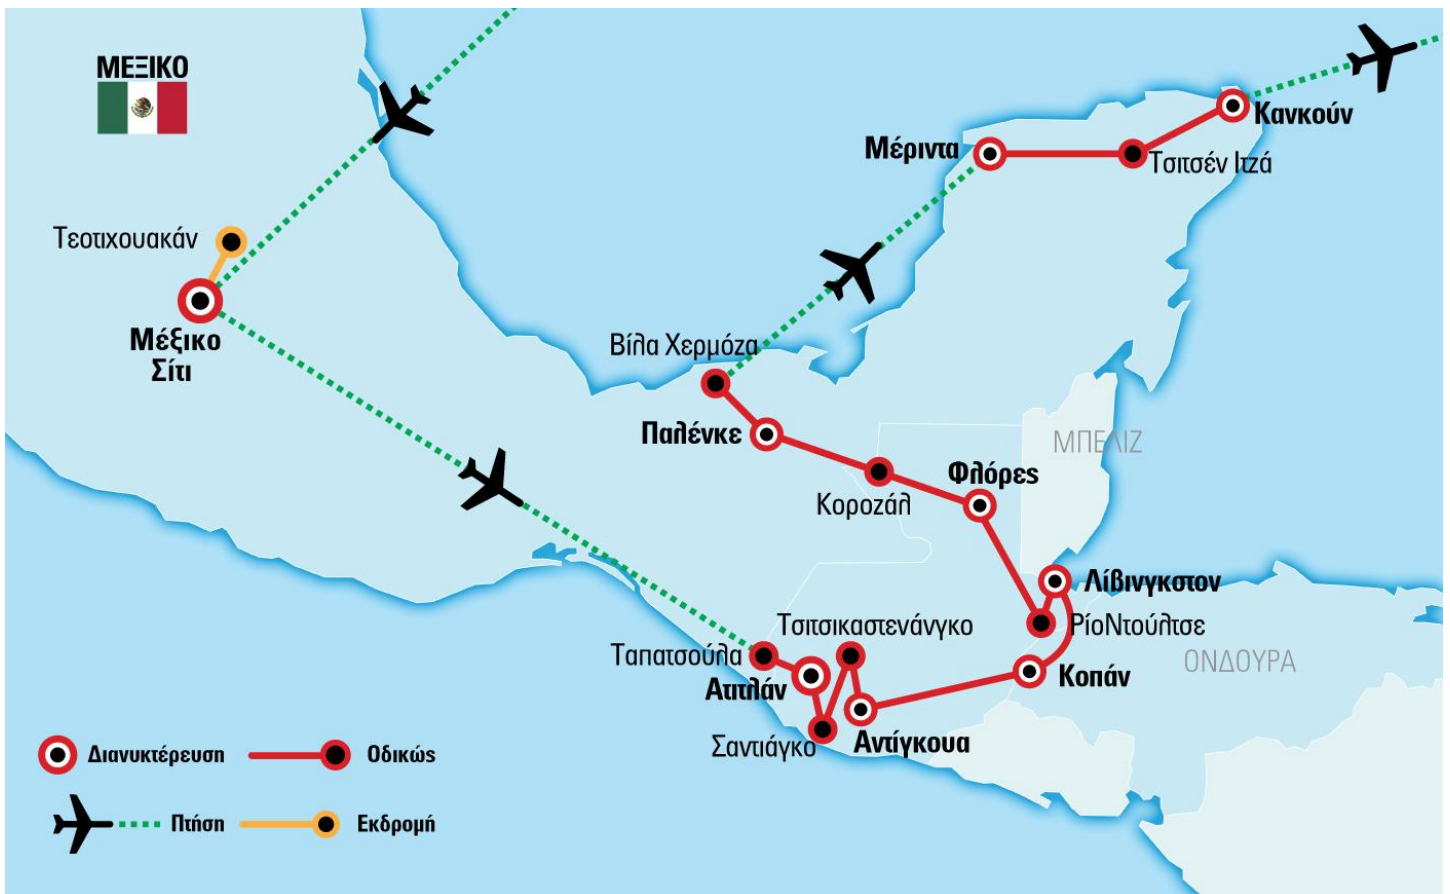 ΜΕΞΙΚΟ
Κανκούν
Μέριντα
Τσιτσέν Ιτζά
Τεοτιχουακάν
Μέξικο
Σίτι
Βίλα Χερμόζα
Παλένκε
ΜΠΕΛΙΖ
Φλόρες
Κοροζάλ
Λίβινγκστον
Τσιτσικαστενάνγκο
ΡίοΝτούλτσε
Ταπατσούλα
ΟΝΔΟΥΡΑ
Ατιτλάν
Κοπάν
Σαντιάγκο
Αντίγκουα
Διανυκτέρευση
Οδικώς
Πτήση
Εκδρομή